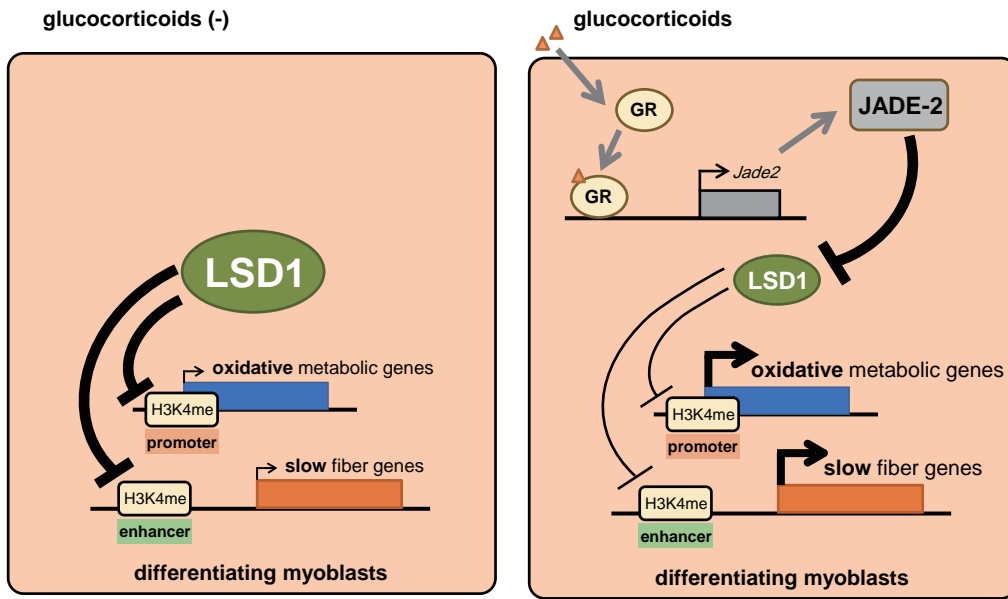 glucocorticoids (-)
LSD1
oxidative metabolic genes
H3K4me
promoter
slow fiber genes
H3K4me
enhancer
differentiating myoblasts
glucocorticoids
GR
JADE-2
GR
Jade2
LSD1
oxidative metabolic genes
H3K4me
promoter
slow fiber genes
H3K4me
enhancer
differentiating myoblasts